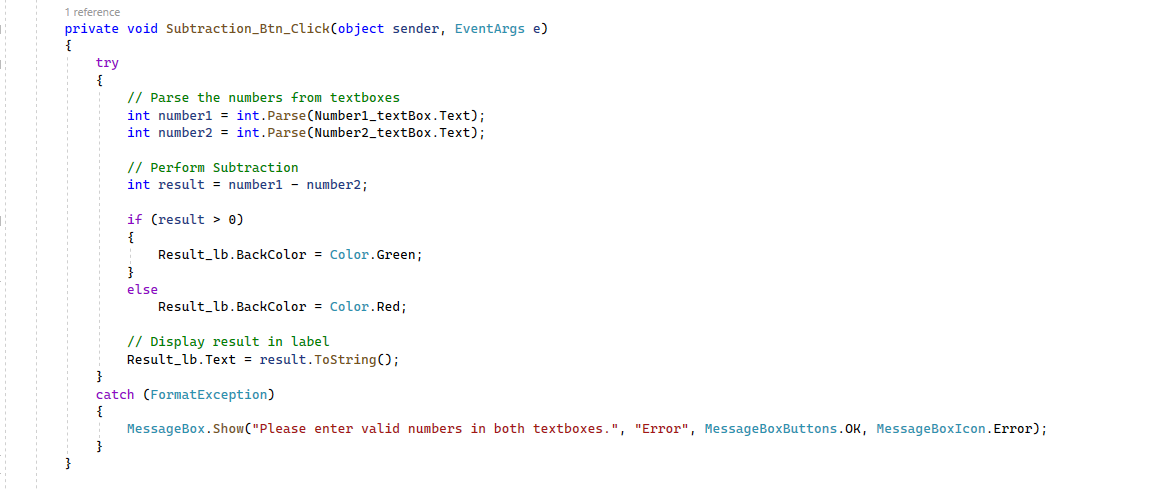 1 reference
private void Subtraction_Btn_Click(object sender, EventArgs e)
{
try
{
// Parse the numbers from textboxes
int number1 = int.Parse(Number1_textBox.Text);
int number2 = int.Parse(Number2_textBox.Text);
// Perform Subtraction
int result = number1 - number2;
if (result > 0)
{
Result_lb.BackColor = Color.Green;
}
else
Result_lb.BackColor = Color.Red;
// Display result in label
Result_lb.Text = result.ToString();
}
catch (FormatException)
{
MessageBox.Show("Please enter valid numbers in both textboxes.", "Error", MessageBoxButtons.OK, MessageBoxIcon.Error);
}
}